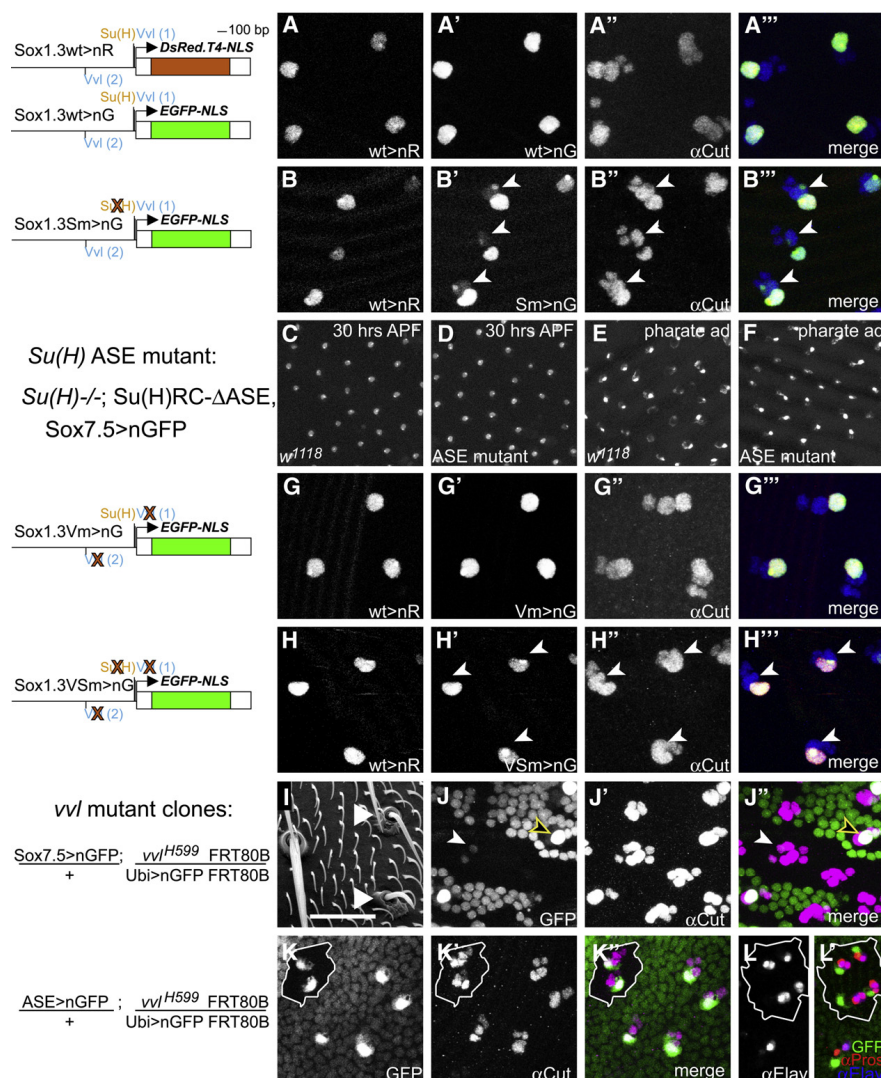 Su(H)Vvl (1) –100 bp
Sox1.3wt>nR DsRed.T4-NLS
Vvl (2)
Su(H)Vvl (1)
Sox1.3wt>nG EGFP-NLS
Vvl (2)
A wt>nR
A' wt>nG
A'' αCut
A''' merge
Su(H)Vvl (1)
Sox1.3Sm>nG EGFP-NLS
Vvl (2)
B wt>nR
B' Sm>nG
B'' αCut
B''' merge
Su(H) ASE mutant:
Su(H)-/-; Su(H)RC-ΔASE,
Sox7.5>nGFP
C 30 hrs APF w1118
D 30 hrs APF ASE mutant
E pharate ad w1118
F pharate ad ASE mutant
Su(H)V (1)
Sox1.3Vm>nG EGFP-NLS
V (2)
G wt>nR
G' Vm>nG
G'' αCut
G''' merge
S H)V (1)
Sox1.3VSm>nG EGFP-NLS
V (2)
H wt>nR
H' VSm>nG
H'' αCut
H''' merge
vvl mutant clones:
Sox7.5>nGFP; vvlH599 FRT80B
+ Ubi>nGFP FRT80B
I
J GFP
J' αCut
J'' merge
ASE>nGFP ; vvlH599 FRT80B
+ Ubi>nGFP FRT80B
K GFP
K' αCut
K'' merge
L αElav
L' GFP
αPros
αElav